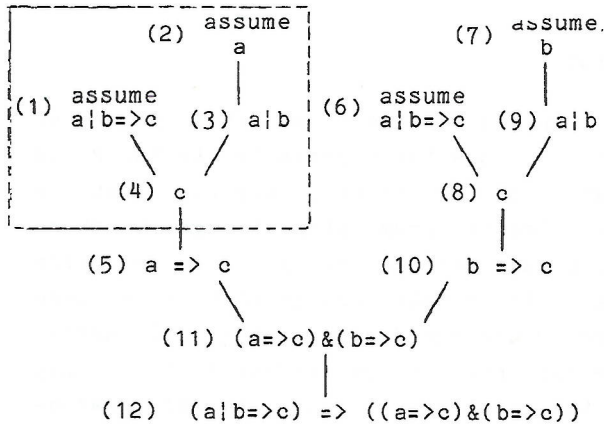 (2) assume (7) assume.
a b
(1) assume (6) assume
a|b=>c (3) a|b a|b=>c (9) a|b
(4) c (8) c
(5) a => c (10) b => c
(11) (a=>c)&(b=>c)
(12) (a|b=>c) => ((a=>c)&(b=>c))